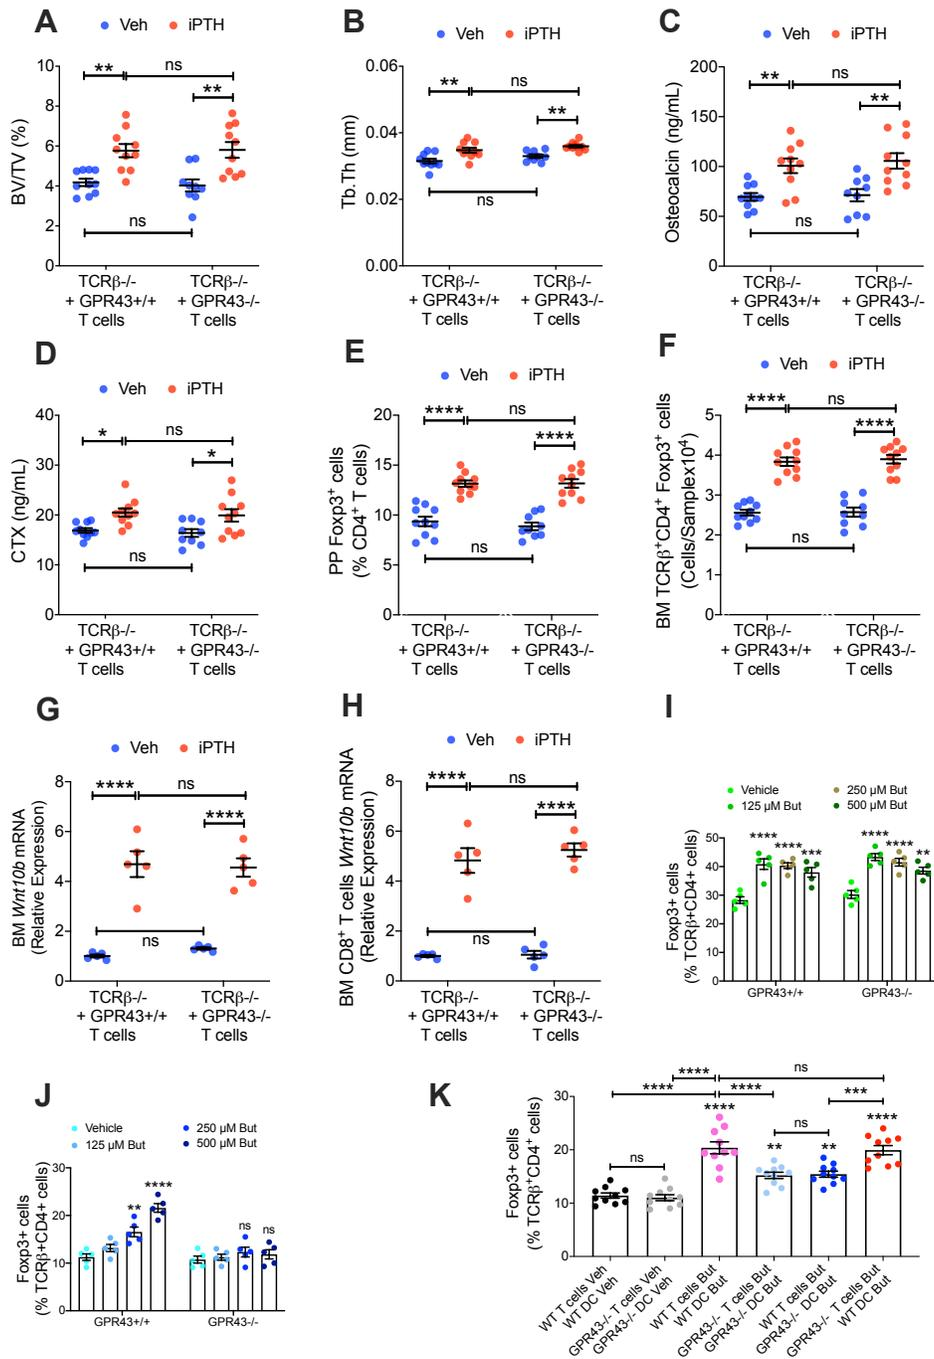 A
Veh iPTH
BV/TV (%)
10
8
6
4
2
0
** ns
**
ns
TCRβ-/- TCRβ-/-
+ GPR43+/+ + GPR43-/-
T cells T cells
B
Veh iPTH
Tb.Th (mm)
0.06
0.04
0.02
0.00
** ns
**
ns
TCRβ-/- TCRβ-/-
+ GPR43+/+ + GPR43-/-
T cells T cells
C
Veh iPTH
Osteocalcin (ng/mL)
200
150
100
50
0
** ns
**
ns
TCRβ-/- TCRβ-/-
+ GPR43+/+ + GPR43-/-
T cells T cells
D
Veh iPTH
CTX (ng/mL)
40
30
20
10
0
* ns
*
ns
TCRβ-/- TCRβ-/-
+ GPR43+/+ + GPR43-/-
T cells T cells
E
Veh iPTH
PP Foxp3⁺ cells
(% CD4⁺ T cells)
20
15
10
5
0
**** ns
****
ns
TCRβ-/- TCRβ-/-
+ GPR43+/+ + GPR43-/-
T cells T cells
F
Veh iPTH
BM TCRβ⁺CD4⁺ Foxp3⁺ cells
(Cells/Samplex10⁴)
5
4
3
2
1
0
**** ns
****
ns
TCRβ-/- TCRβ-/-
+ GPR43+/+ + GPR43-/-
T cells T cells
G
Veh iPTH
BM Wnt10b mRNA
(Relative Expression)
8
6
4
2
0
**** ns
****
ns
TCRβ-/- TCRβ-/-
+ GPR43+/+ + GPR43-/-
T cells T cells
H
Veh iPTH
BM CD8⁺ T cells Wnt10b mRNA
(Relative Expression)
8
6
4
2
0
**** ns
****
ns
TCRβ-/- TCRβ-/-
+ GPR43+/+ + GPR43-/-
T cells T cells
I
Vehicle 250 µM But
125 µM But 500 µM But
Foxp3+ cells
(% TCRβ+CD4+ cells)
50
40
30
20
10
0
**** **** *** **** **** **
GPR43+/+ GPR43-/-
J
Vehicle 250 µM But
125 µM But 500 µM But
Foxp3+ cells
(% TCRβ+CD4+ cells)
30
20
10
0
** **** ns ns
GPR43+/+ GPR43-/-
K
Foxp3+ cells
(% TCRβ⁺CD4⁺ cells)
30
20
10
0
**** ns
**** **** ***
**** ns ****
ns ** **
WT T cells Veh
WT DC Veh
GPR43-/- T cells Veh
GPR43-/- DC Veh
WT T cells But
WT DC But
GPR43-/- T cells But
GPR43-/- DC But
WT T cells But
GPR43-/- DC But
GPR43-/- T cells But
WT DC But